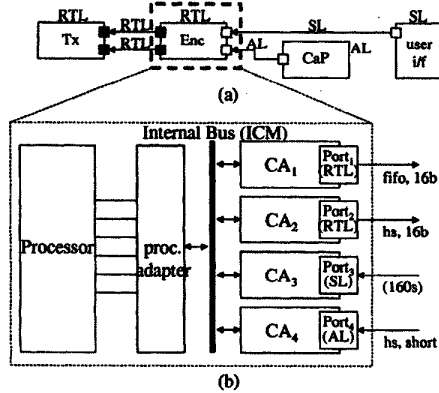 RTL RTL RTL SL SL
Tx RTL Enc AL CaP AL user i/f
(a)
Internal Bus (ICM)
Processor
proc. adapter
CA1 Port1 (RTL) fifo, 16b
CA2 Port2 (RTL) hs, 16b
CA3 Port3 (SL) (160s)
CA4 Port4 (AL) hs, short
(b)